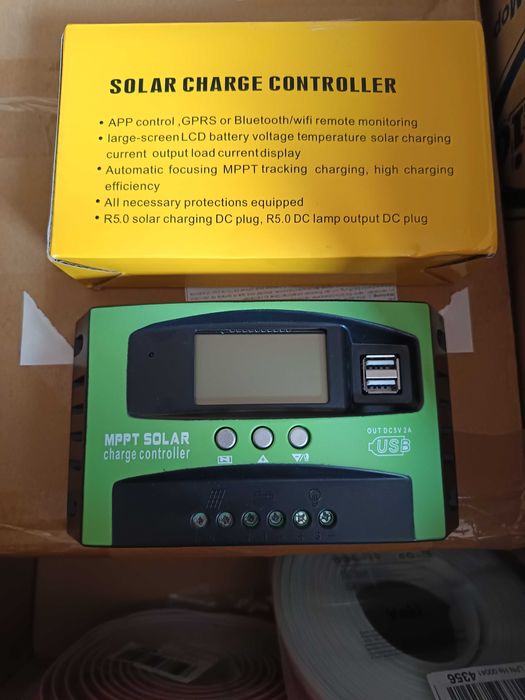 SOLAR CHARGE CONTROLLER
• APP control ,GPRS or Bluetooth/wifi remote monitoring
• large-screen LCD battery voltage temperature solar charging
current output load current display
• Automatic focusing MPPT tracking charging, high charging
efficiency
• All necessary protections equipped
• R5.0 solar charging DC plug, R5.0 DC lamp output DC plug
MPPT SOLAR
charge controller
OUT DC5V 2A
USB
4356